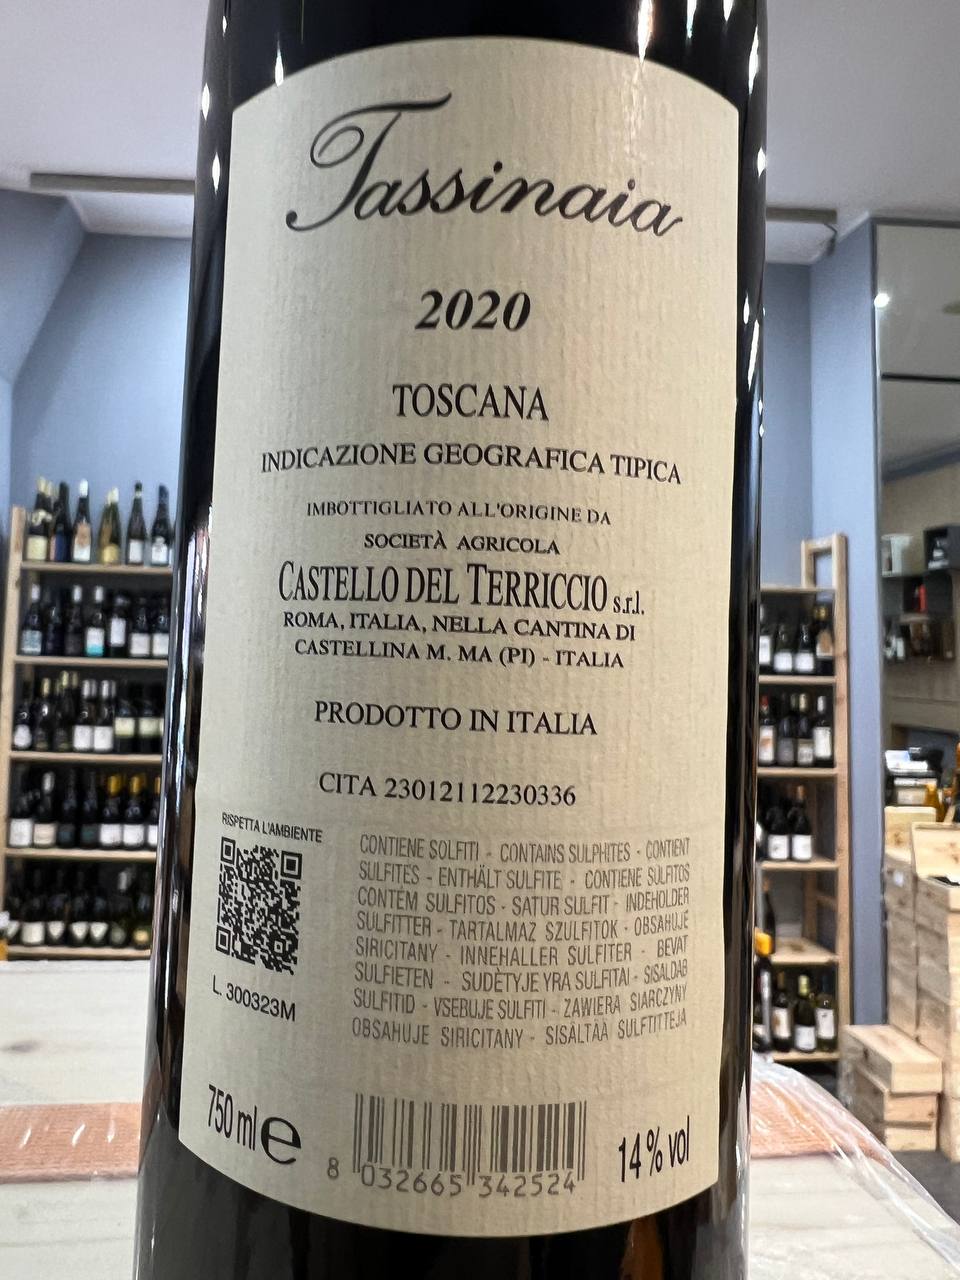 Tassinaia
2020
TOSCANA
INDICAZIONE GEOGRAFICA TIPICA
IMBOTTIGLIATO ALL'ORIGINE DA
SOCIETÀ AGRICOLA
CASTELLO DEL TERRICCIO s.r.l.
ROMA, ITALIA, NELLA CANTINA DI
CASTELLINA M. MA (PI) - ITALIA
PRODOTTO IN ITALIA
CITA 23012112230336
RISPETTA L'AMBIENTE
L. 300323M
CONTIENE SOLFITI - CONTAINS SULPHITES - CONTIENT
SULFITES - ENTHÄLT SULFITE - CONTIENE SULFITOS
CONTÉM SULFITOS - SATUR SULFIT - INDEHOLDER
SULFITTER - TARTALMAZ SZULFITOK - OBSAHUJE
SIRICITANY - INNEHALLER SULFITER - BEVAT
SULFIETEN - SUDÈTYJE YRA SULFITAI - SISALDAB
SULFITID - VSEBUJE SULFITI - ZAWIERA SIARCZYNY
OBSAHUJE SIRICITANY - SISÄLTÄÄ SULFTITTEJA
750 ml e
8 032665 342524
14 % vol